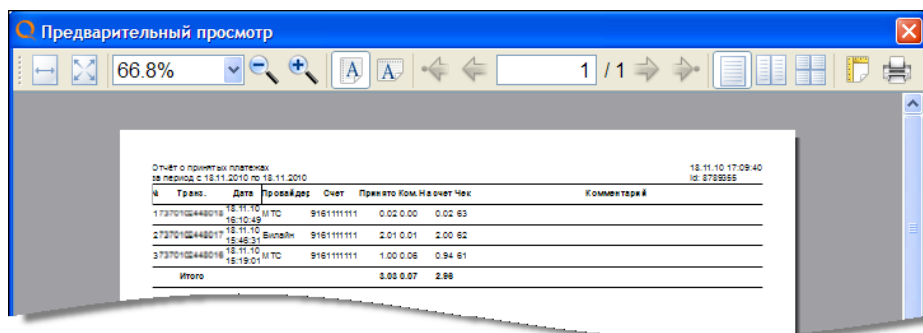 Предварительный просмотр
66.8% 1 / 1
Отчёт о принятых платежах 18.11.10 17:09:40
за период с 18.11.2010 по 18.11.2010 Id: 8789355
№ Транз. Дата Провайдер Счет Принято Ком. На счет Чек Комментарий
1 18.11.10 16:10:49 МТС 9161111111 0.02 0.00 0.02 63
2 18.11.10 15:46:31 Билайн 9161111111 2.01 0.01 2.00 62
3 18.11.10 15:19:01 МТС 9161111111 1.00 0.06 0.94 61
Итого 3.03 0.07 2.96